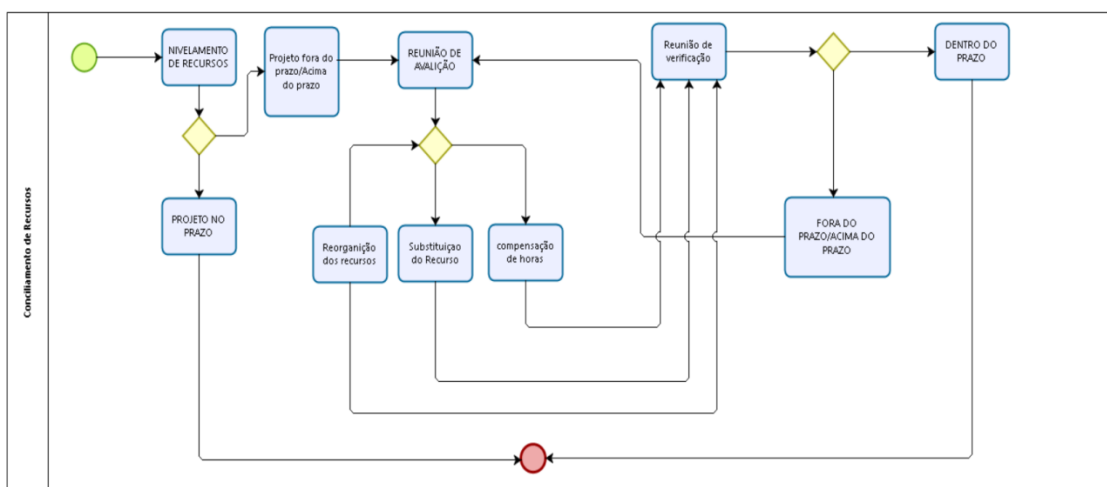 Conciliamento de Recursos
NIVELAMENTO
DE RECURSOS
Projeto fora do
prazo/Acima
do prazo
REUNIÃO DE
AVALIÇÃO
Reunião de
verificação
DENTRO DO
PRAZO
PROJETO NO
PRAZO
Reorganição
dos recursos
Substituiçao
do Recurso
compensação
de horas
FORA DO
PRAZO/ACIMA DO
PRAZO